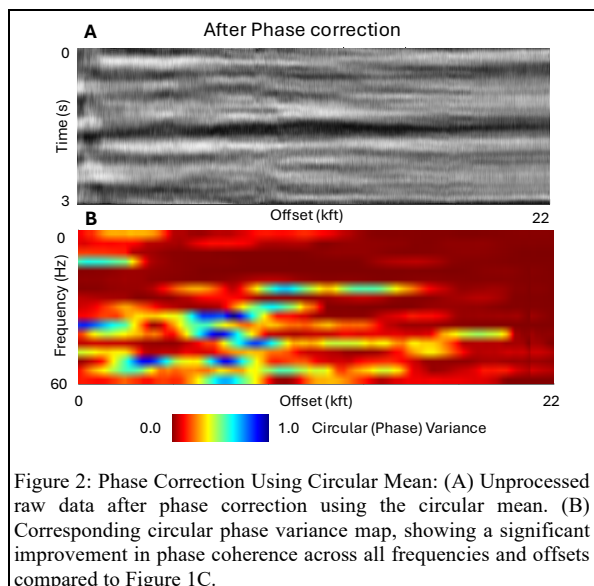 A After Phase correction
0
Time (s)
3
Offset (kft) 22
B
0
Frequency (Hz)
60
0 Offset (kft) 22
0.0 1.0 Circular (Phase) Variance
Figure 2: Phase Correction Using Circular Mean: (A) Unprocessed
raw data after phase correction using the circular mean. (B)
Corresponding circular phase variance map, showing a significant
improvement in phase coherence across all frequencies and offsets
compared to Figure 1C.